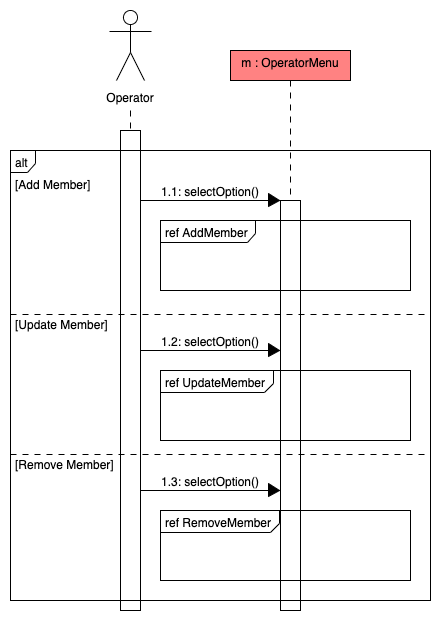 m : OperatorMenu
Operator
alt
[Add Member]
1.1: selectOption()
ref AddMember
[Update Member]
1.2: selectOption()
ref UpdateMember
[Remove Member]
1.3: selectOption()
ref RemoveMember